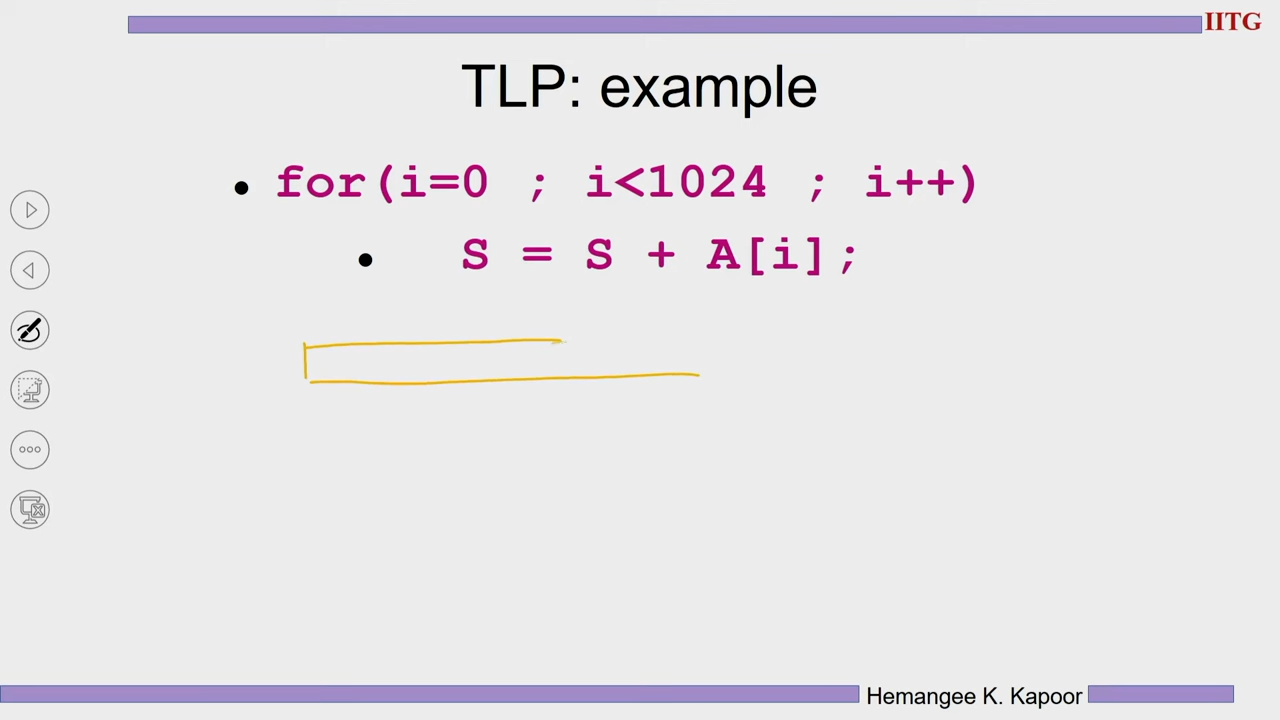 IITG
TLP: example
• for(i=0 ; i<1024 ; i++)
• S = S + A[i];
Hemangee K. Kapoor